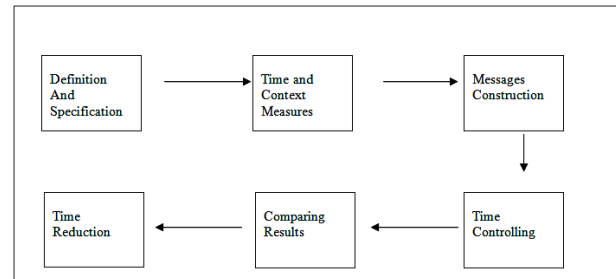 Definition
And
Specification
Time and
Context
Measures
Messages
Construction
Time
Controlling
Comparing
Results
Time
Reduction